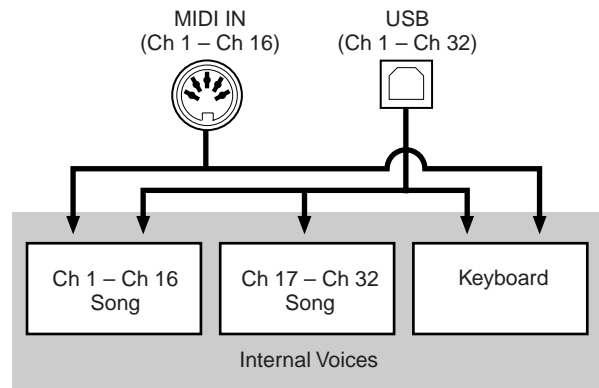 MIDI IN
(Ch 1 – Ch 16)
USB
(Ch 1 – Ch 32)
Ch 1 – Ch 16
Song
Ch 17 – Ch 32
Song
Keyboard
Internal Voices